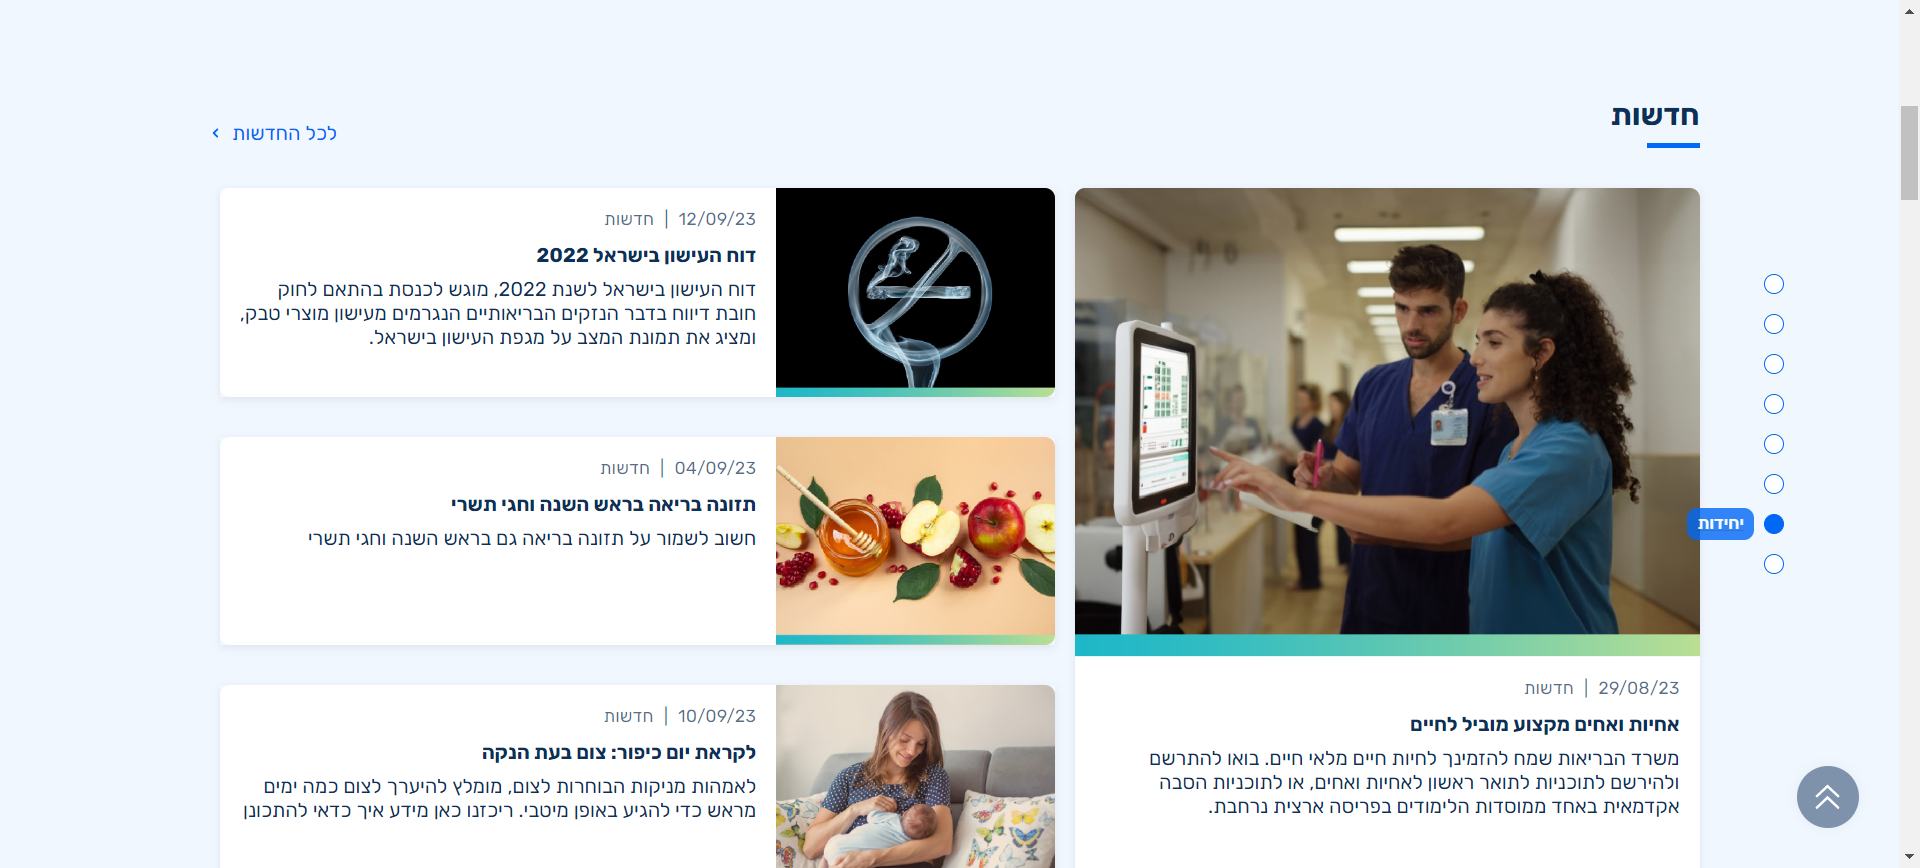 חדשות
לכל החדשות
29/08/23 | חדשות
אחיות ואחים מקצוע מוביל לחיים
משרד הבריאות שמח להזמינך לחיות חיים מלאי חיים. בואו להתרשם
ולהירשם לתוכניות לתואר ראשון לאחיות ואחים, או לתוכניות הסבה
אקדמאית באחד ממוסדות הלימודים בפריסה ארצית נרחבת.
12/09/23 | חדשות
דוח העישון בישראל 2022
דוח העישון בישראל לשנת 2022, מוגש לכנסת בהתאם לחוק
חובת דיווח בדבר הנזקים הבריאותיים הנגרמים מעישון מוצרי טבק,
ומציג את תמונת המצב על מגפת העישון בישראל.
04/09/23 | חדשות
תזונה בריאה בראש השנה וחגי תשרי
חשוב לשמור על תזונה בריאה גם בראש השנה וחגי תשרי
10/09/23 | חדשות
לקראת יום כיפור: צום בעת הנקה
לאמהות מניקות הבוחרות לצום, מומלץ להיערך לצום כמה ימים
מראש כדי להגיע באופן מיטבי. ריכזנו כאן מידע איך כדאי להתכונן
יחידות